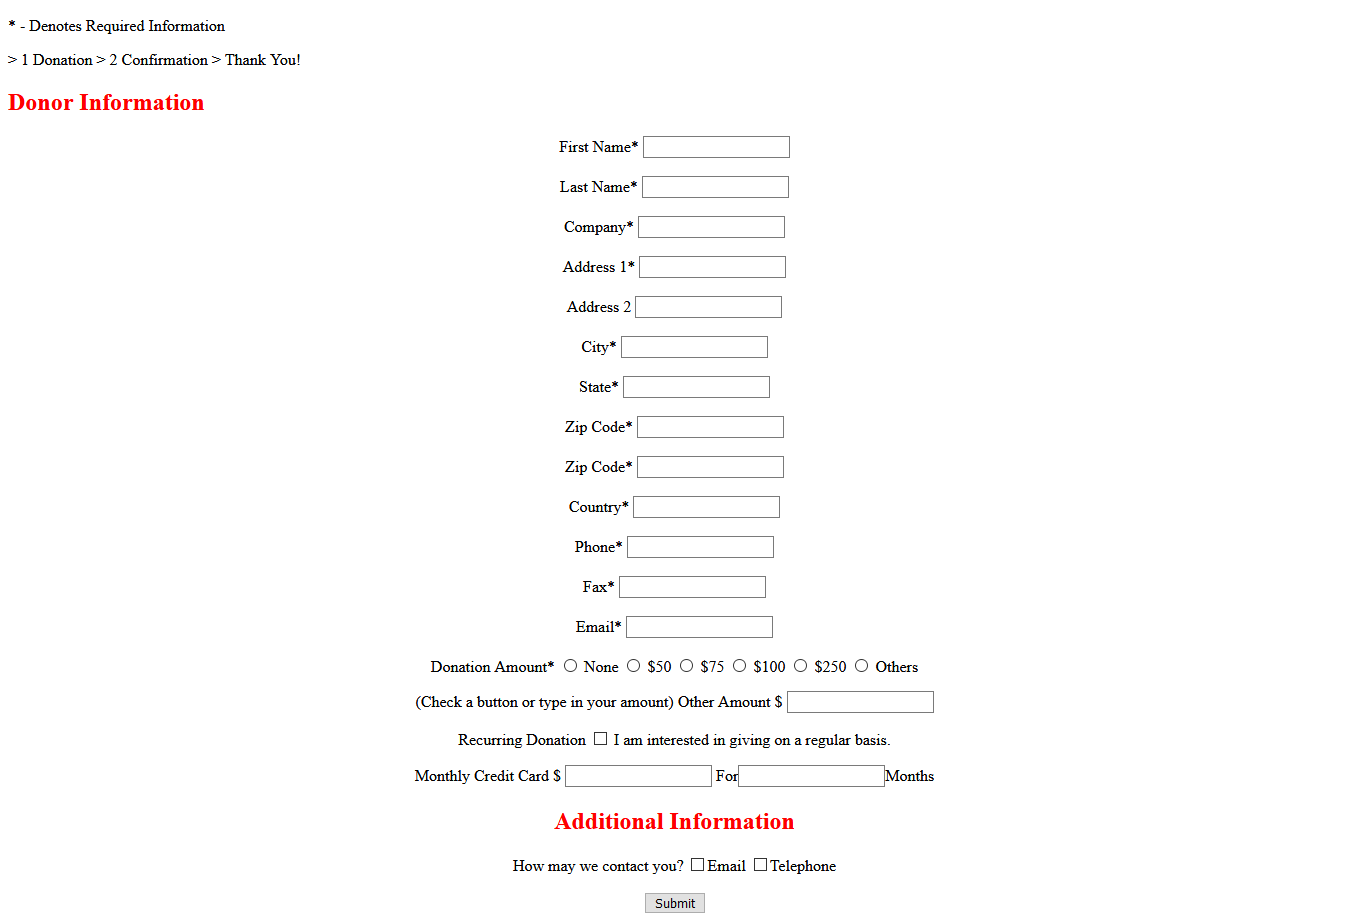 * - Denotes Required Information
> 1 Donation > 2 Confirmation > Thank You!
Donor Information
First Name*
Last Name*
Company*
Address 1*
Address 2
City*
State*
Zip Code*
Zip Code*
Country*
Phone*
Fax*
Email*
Donation Amount* None $50 $75 $100 $250 Others
(Check a button or type in your amount) Other Amount $
Recurring Donation I am interested in giving on a regular basis.
Monthly Credit Card $ For Months
Additional Information
How may we contact you? Email Telephone
Submit